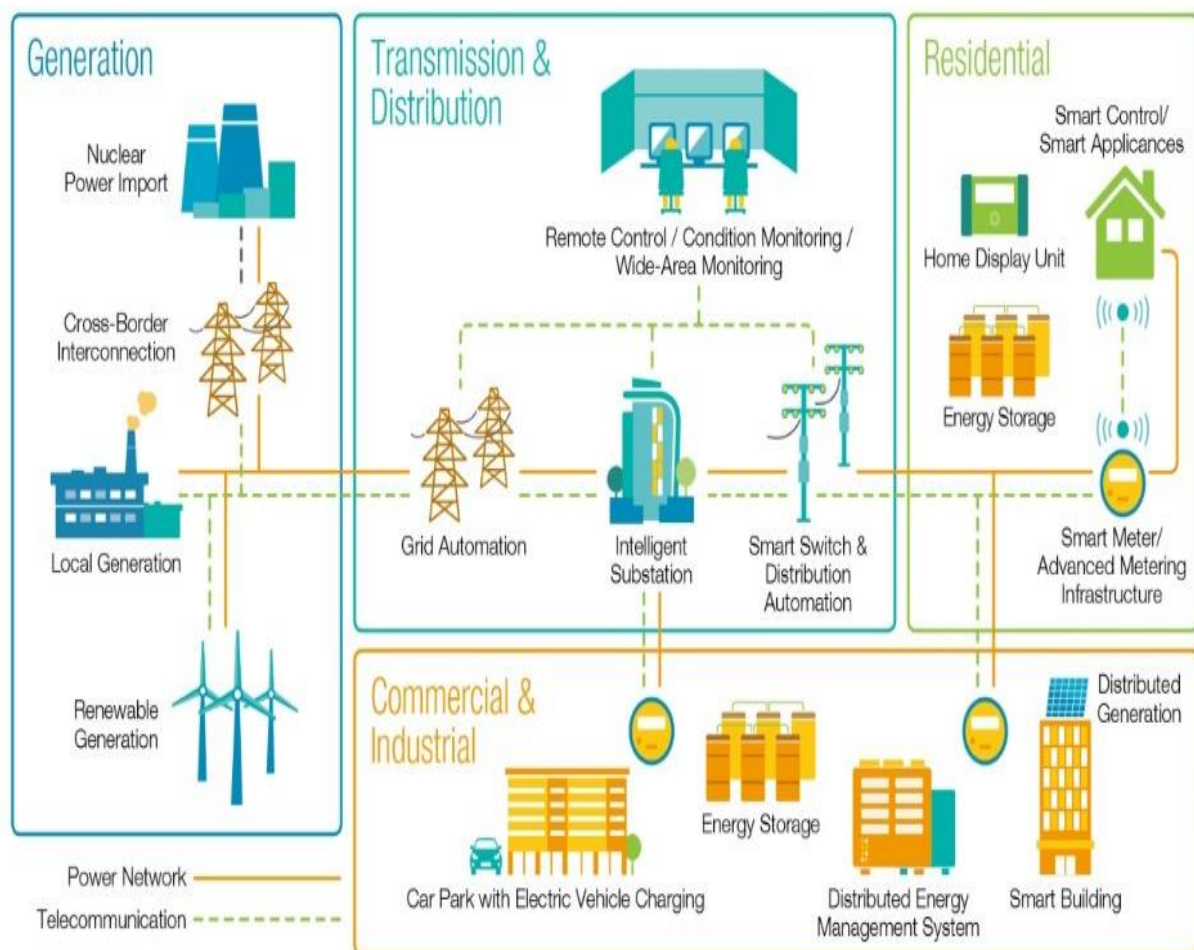 Generation
Nuclear
Power Import
Cross-Border
Interconnection
Local Generation
Renewable
Generation
Power Network
Telecommunication
Transmission &
Distribution
Remote Control / Condition Monitoring /
Wide-Area Monitoring
Grid Automation
Intelligent
Substation
Smart Switch &
Distribution
Automation
Residential
Smart Control/
Smart Applicances
Home Display Unit
Energy Storage
Smart Meter/
Advanced Metering
Infrastructure
Commercial &
Industrial
Car Park with Electric Vehicle Charging
Energy Storage
Distributed Energy
Management System
Distributed
Generation
Smart Building